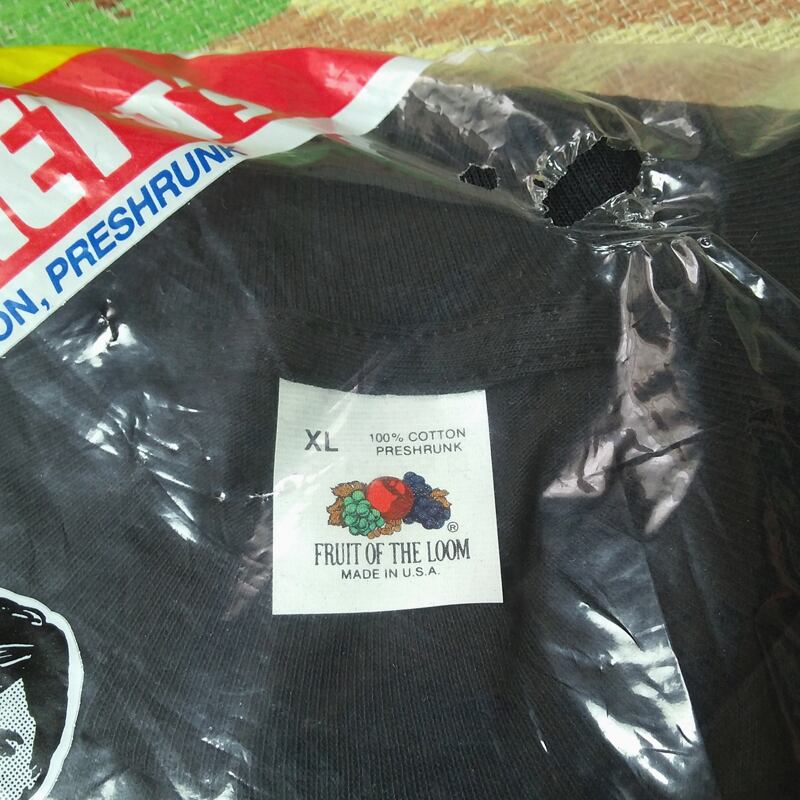 ON, PRESHRUNK
XL
100% COTTON
PRESHRUNK
®
FRUIT OF THE LOOM
MADE IN U.S.A.